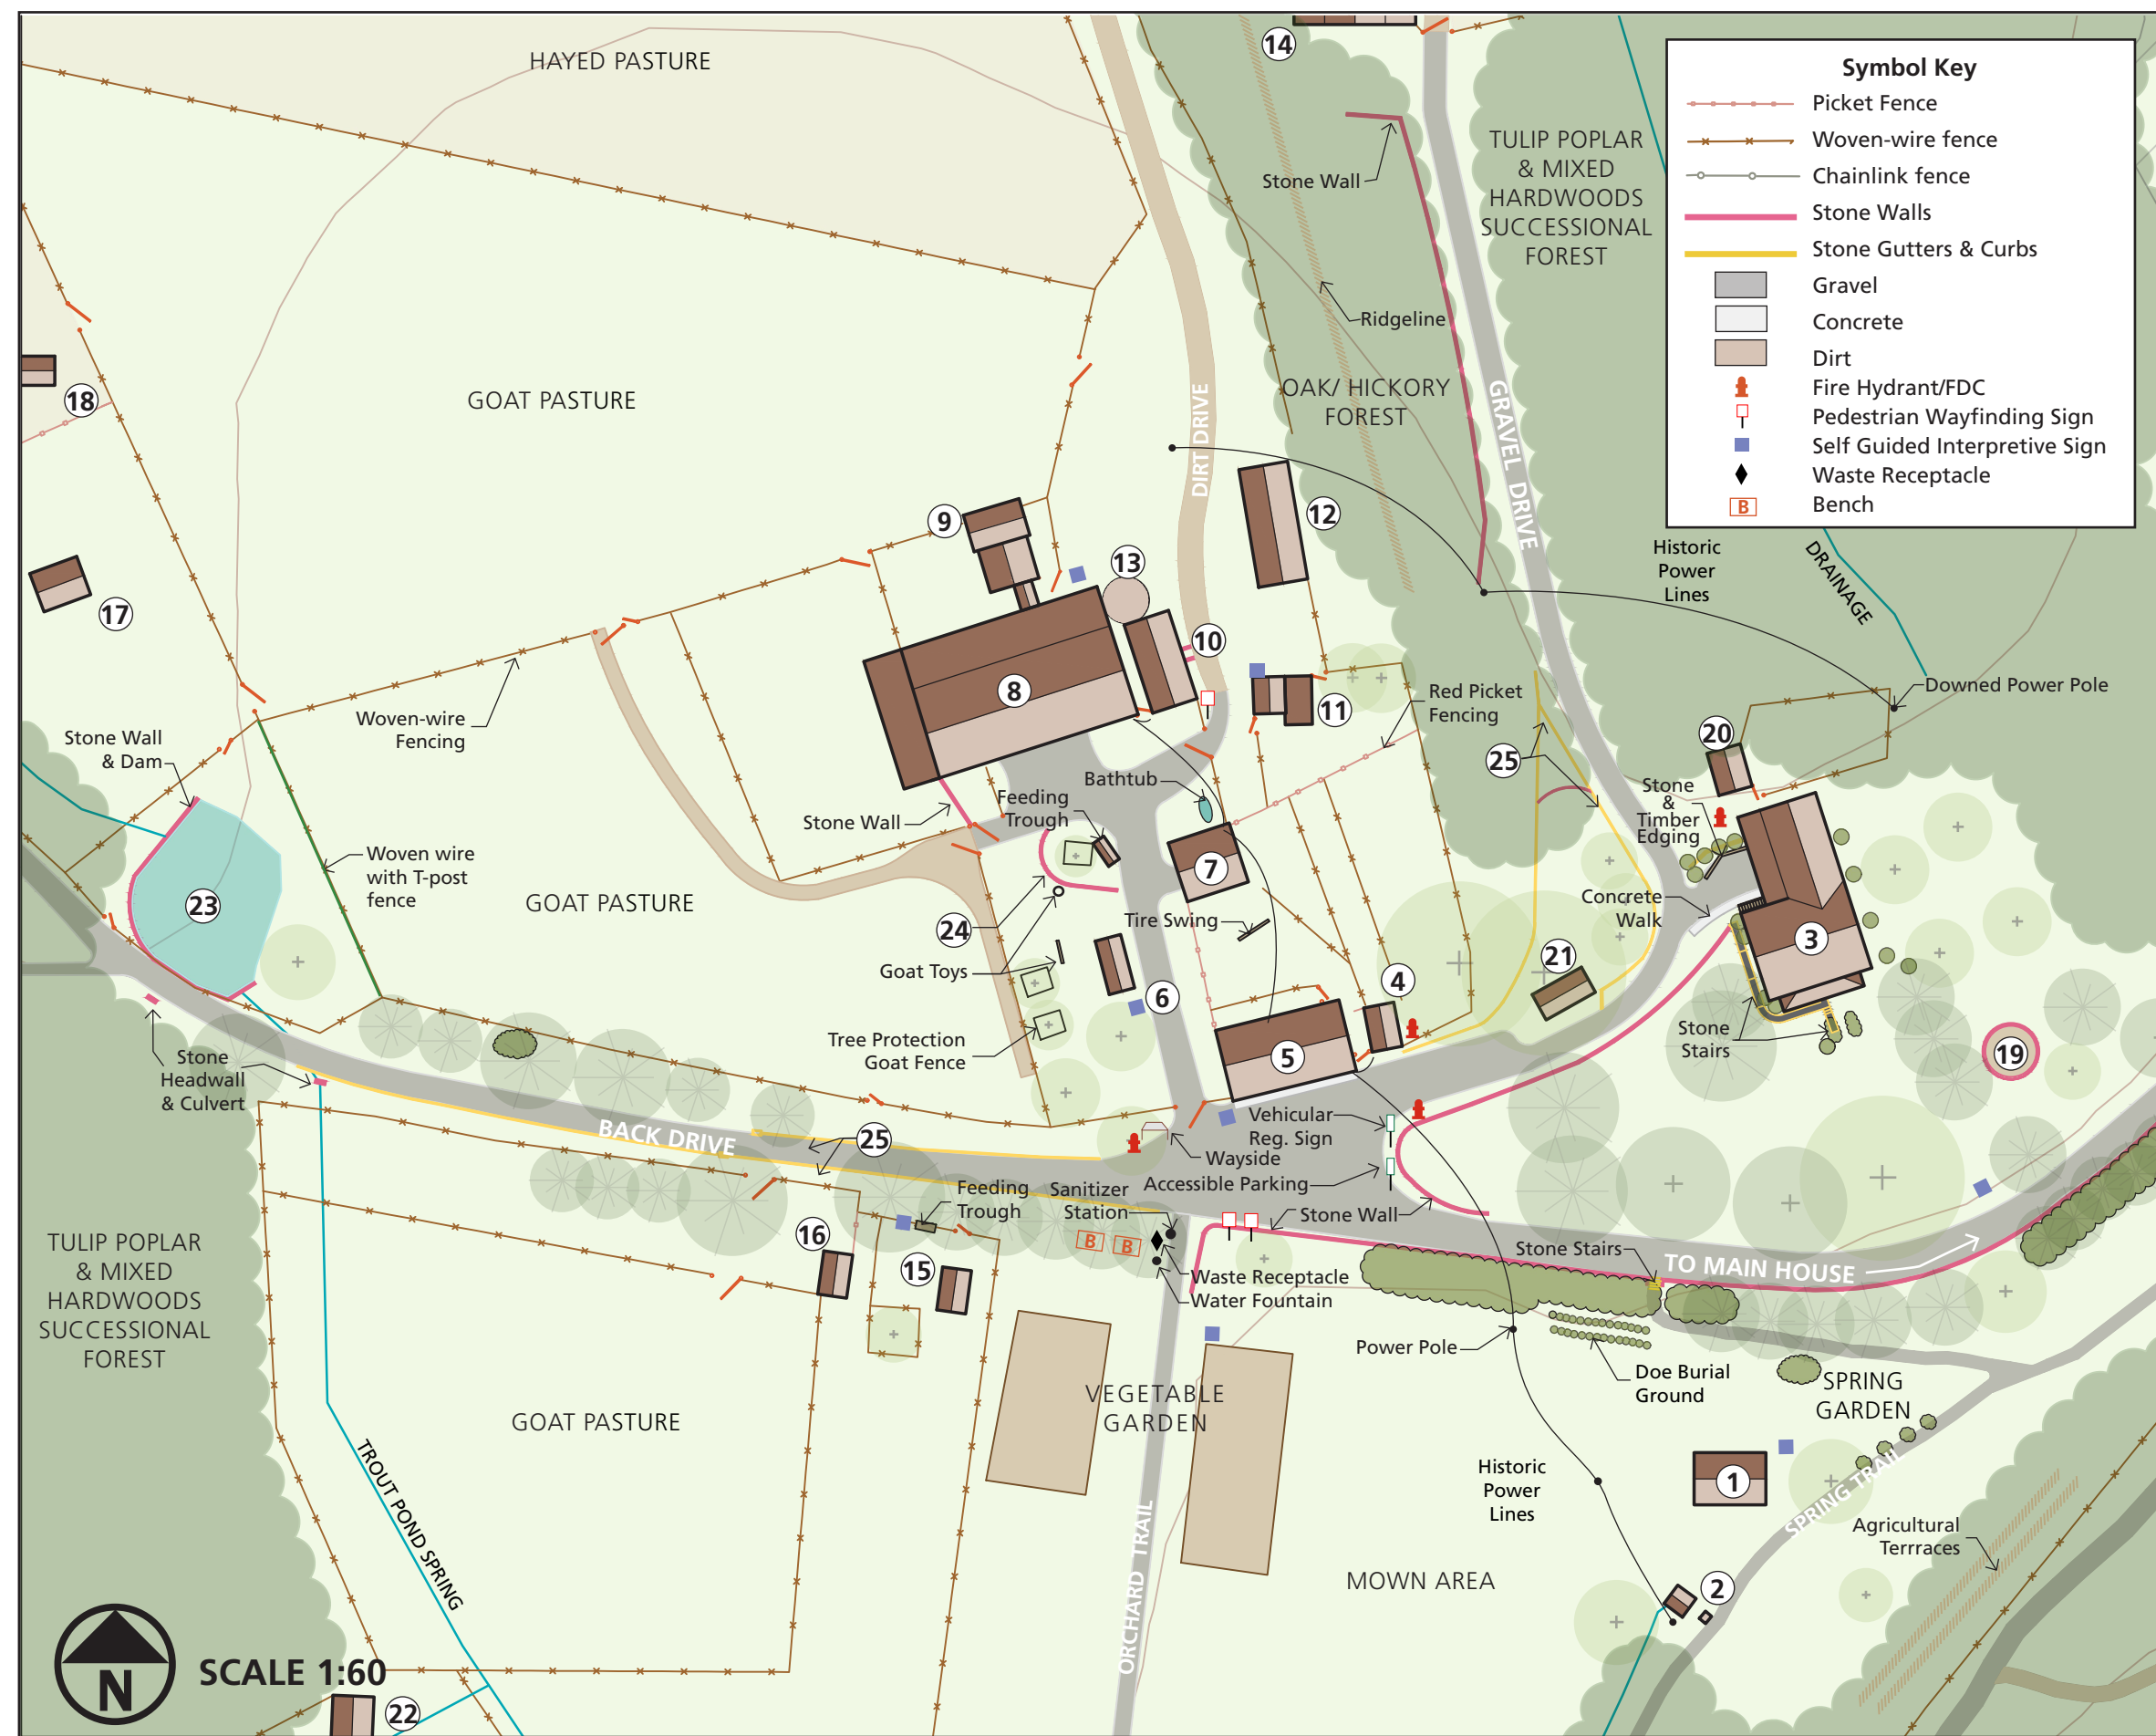 HAYED PASTURE
14
Symbol Key
Picket Fence
Woven-wire fence
Chainlink fence
Stone Walls
Stone Gutters & Curbs
Gravel
Concrete
Dirt
Fire Hydrant/FDC
Pedestrian Wayfinding Sign
Self Guided Interpretive Sign
Waste Receptacle
B Bench
TULIP POPLAR
& MIXED
HARDWOODS
SUCCESSIONAL
FOREST
Stone Wall
Ridgeline
OAK/ HICKORY
FOREST
GRAVEL DRIVE
DIRT DRIVE
GOAT PASTURE
18
17
9
13
12
10
8
11
Historic
Power
Lines
DRAINAGE
Downed Power Pole
Red Picket
Fencing
25
20
Stone
&
Timber
Edging
Woven-wire
Fencing
Stone Wall
& Dam
Bathtub
Feeding
Trough
Stone Wall
Woven wire
with T-post
fence
23
GOAT PASTURE
7
24
Tire Swing
Concrete
Walk
3
21
4
Goat Toys
6
Tree Protection
Goat Fence
5
Stone
Stairs
19
Stone
Headwall
& Culvert
BACK DRIVE
25
Vehicular
Reg. Sign
Wayside
Accessible Parking
Sanitizer
Station
Feeding
Trough
Stone Wall
Stone Stairs
TO MAIN HOUSE
16
15
B
B
Waste Receptacle
Water Fountain
TULIP POPLAR
& MIXED
HARDWOODS
SUCCESSIONAL
FOREST
Power Pole
Doe Burial
Ground
SPRING
GARDEN
VEGETABLE
GARDEN
GOAT PASTURE
TROUT POND SPRING
Historic
Power
Lines
1
SPRING TRAIL
Agricultural
Terrraces
ORCHARD TRAIL
MOWN AREA
2
N
SCALE 1:60
22